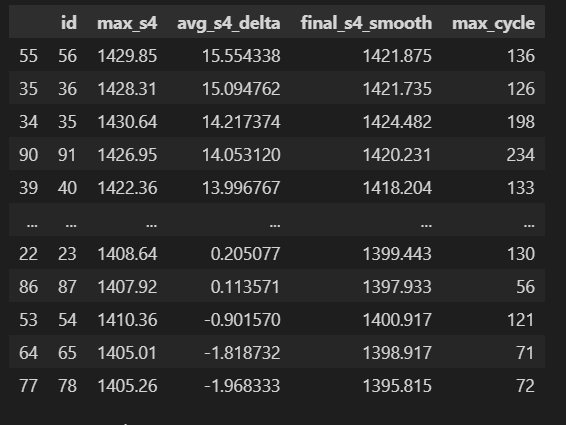 id max_s4 avg_s4_delta final_s4_smooth max_cycle
55 56 1429.85 15.554338 1421.875 136
35 36 1428.31 15.094762 1421.735 126
34 35 1430.64 14.217374 1424.482 198
90 91 1426.95 14.053120 1420.231 234
39 40 1422.36 13.996767 1418.204 133
... ... ... ... ... ...
22 23 1408.64 0.205077 1399.443 130
86 87 1407.92 0.113571 1397.933 56
53 54 1410.36 -0.901570 1400.917 121
64 65 1405.01 -1.818732 1398.917 71
77 78 1405.26 -1.968333 1395.815 72